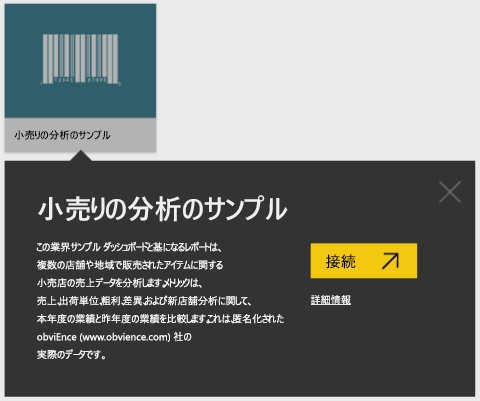 小売りの分析のサンプル
小売りの分析のサンプル
この業界サンプル ダッシュボードと基になるレポートは、
複数の店舗や地域で販売されたアイテムに関する
小売店の売上データを分析します。メトリックは、
売上、出荷単位、粗利、差異、および新店舗分析に関して、
本年度の業績と昨年度の業績を比較します。これは、匿名化された
obviEnce (www.obvience.com) 社の
実際のデータです。
接続
詳細情報